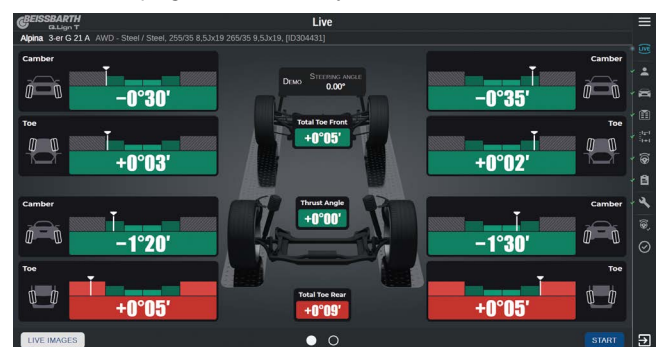 BEISSBARTH
Q.Lign T
Live
Alpina 3-er G 21 A AWD - Steel / Steel, 255/35 8,5Jx19 265/35 9,5Jx19, [ID304431]
LIVE
Camber
−0°30'
Camber
−0°35'
DEMO STEERING ANGLE
0.00°
Toe
+0°03'
Total Toe Front
+0°05'
Toe
+0°02'
Camber
−1°20'
Thrust Angle
+0°00'
Camber
−1°30'
Toe
+0°05'
Total Toe Rear
+0°09'
Toe
+0°05'
LIVE IMAGES
START